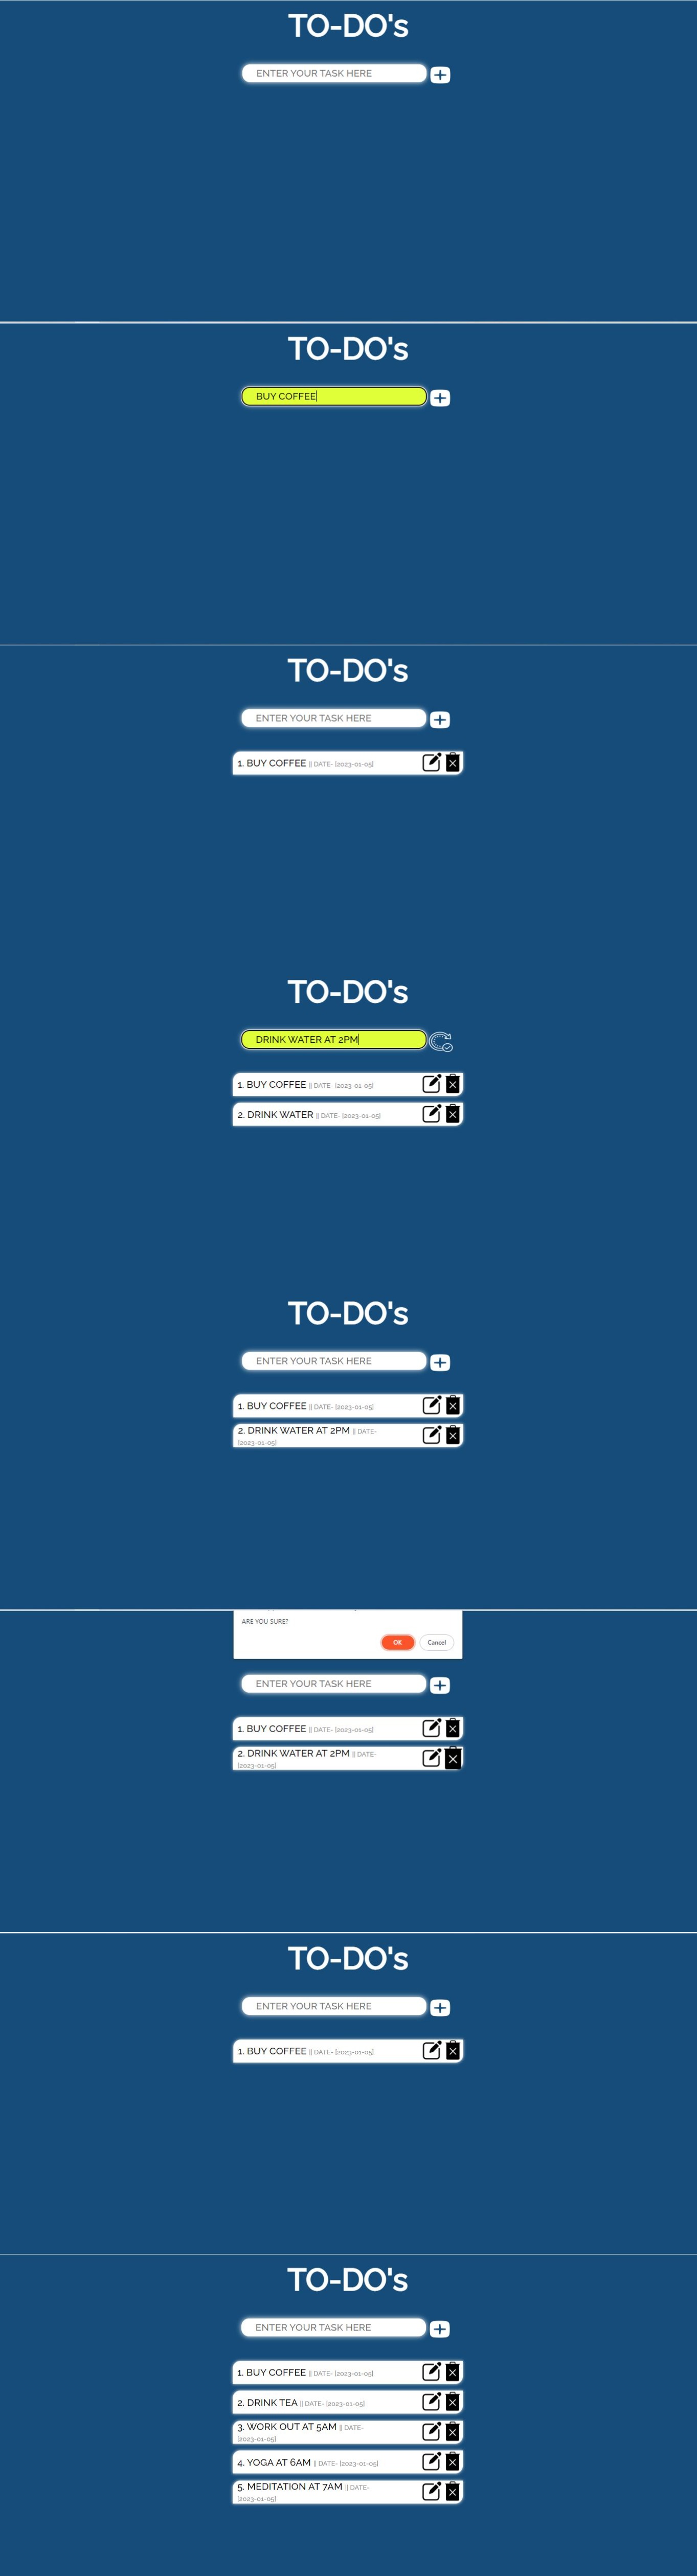 TO-DO's
ENTER YOUR TASK HERE
TO-DO's
BUY COFFEE
TO-DO's
ENTER YOUR TASK HERE
1. BUY COFFEE || DATE- [2023-01-05]
TO-DO's
DRINK WATER AT 2PM
1. BUY COFFEE || DATE- [2023-01-05]
2. DRINK WATER || DATE- [2023-01-05]
TO-DO's
ENTER YOUR TASK HERE
1. BUY COFFEE || DATE- [2023-01-05]
2. DRINK WATER AT 2PM || DATE-
[2023-01-05]
ARE YOU SURE?
OK Cancel
ENTER YOUR TASK HERE
1. BUY COFFEE || DATE- [2023-01-05]
2. DRINK WATER AT 2PM || DATE-
[2023-01-05]
TO-DO's
ENTER YOUR TASK HERE
1. BUY COFFEE || DATE- [2023-01-05]
TO-DO's
ENTER YOUR TASK HERE
1. BUY COFFEE || DATE- [2023-01-05]
2. DRINK TEA || DATE- [2023-01-05]
3. WORK OUT AT 5AM || DATE-
[2023-01-05]
4. YOGA AT 6AM || DATE- [2023-01-05]
5. MEDITATION AT 7AM || DATE-
[2023-01-05]